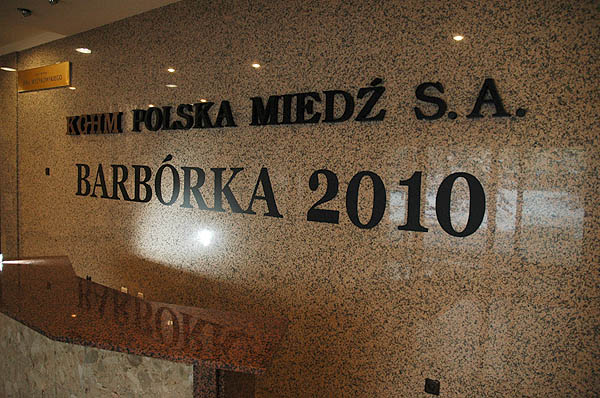 KGHM POLSKA MIEDŹ S.A.
BARBÓRKA 2010